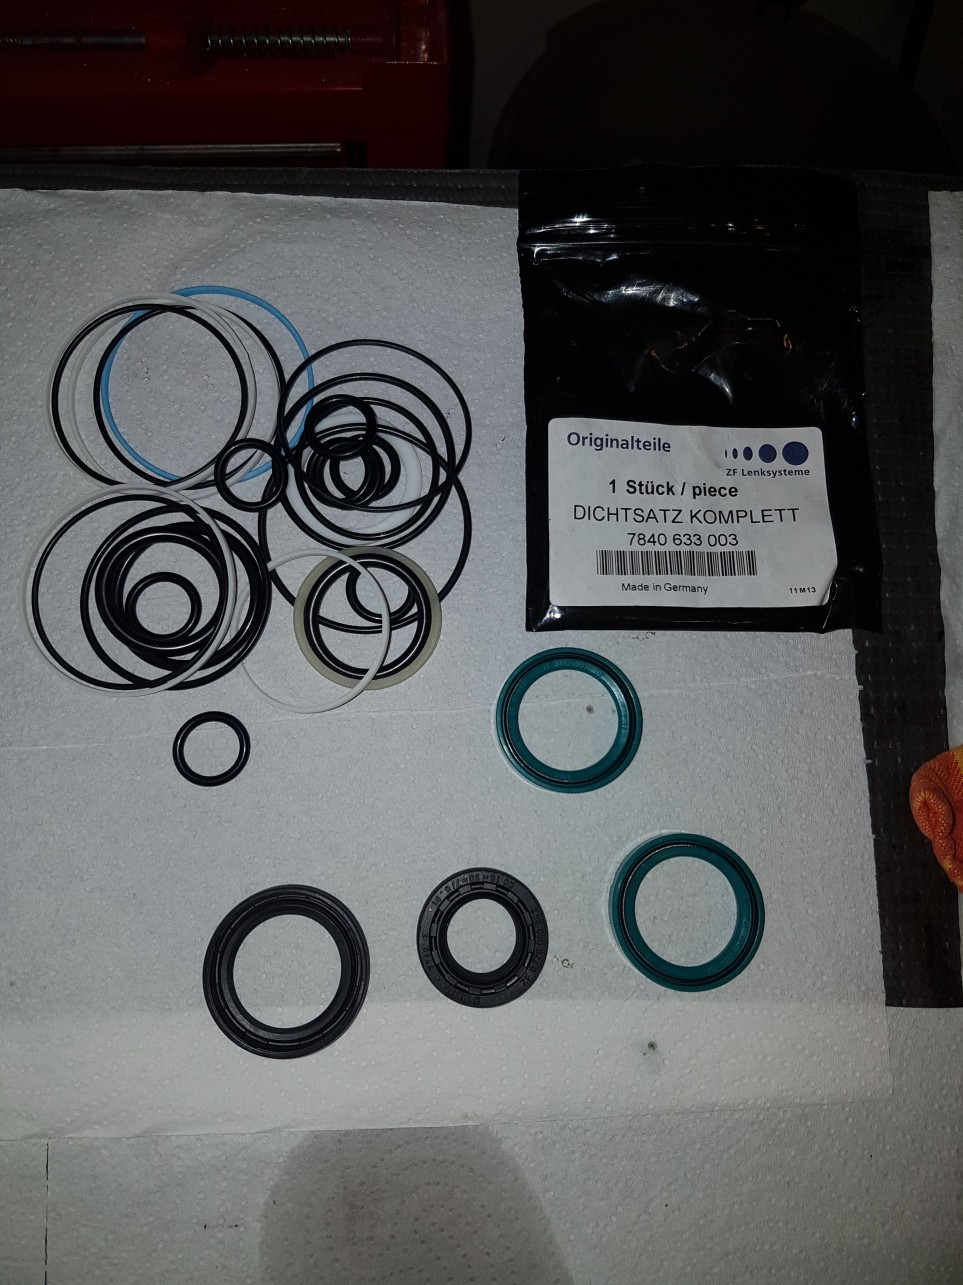 Originalteile
ZF Lenksysteme
1 Stück / piece
DICHTSATZ KOMPLETT
7840 633 003
Made in Germany
11M13